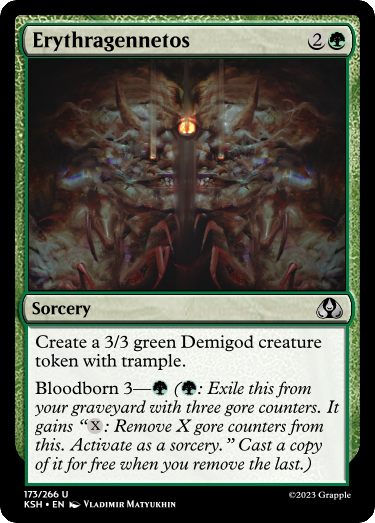 Erythragennetos 2
Sorcery
Create a 3/3 green Demigod creature
token with trample.
Bloodborn 3— ( : Exile this from
your graveyard with three gore counters. It
gains “X: Remove X gore counters from
this. Activate as a sorcery.” Cast a copy
of it for free when you remove the last.)
173/266 U
KSH • EN VLADIMIR MATYUKHIN
©2023 Grapple